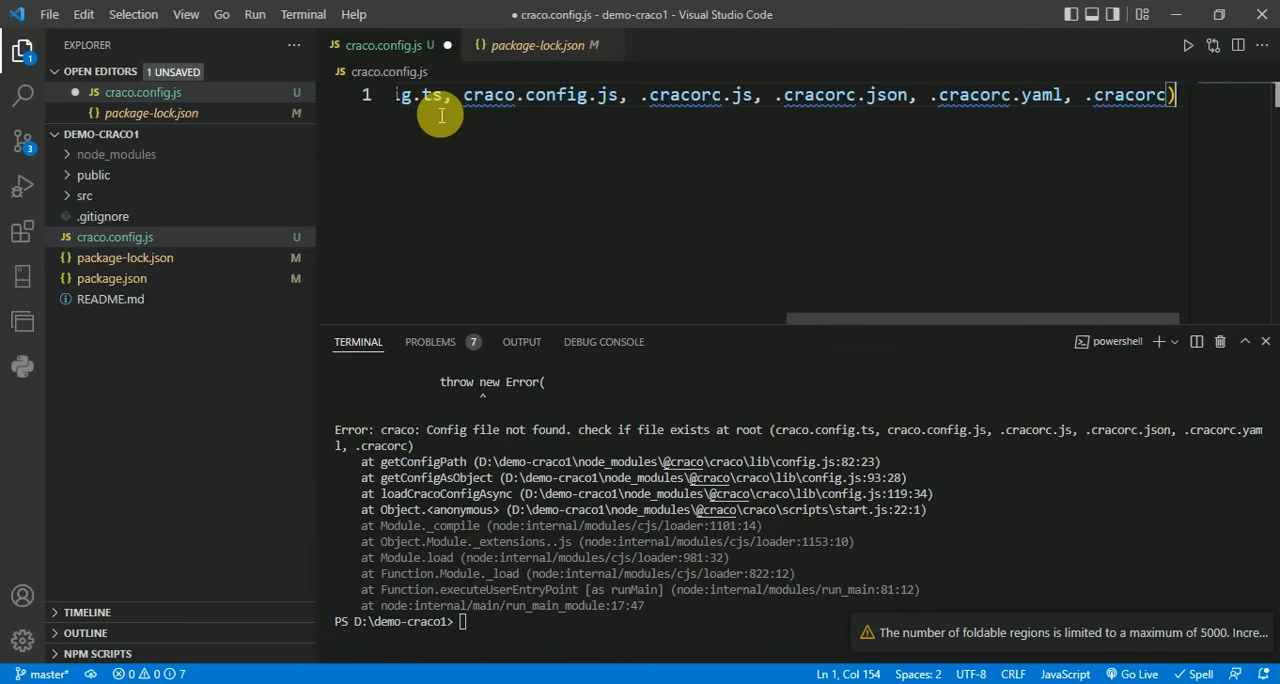 File Edit Selection View Go Run Terminal Help
● craco.config.js - demo-craco1 - Visual Studio Code
EXPLORER
craco.config.js U
package-lock.json M
OPEN EDITORS 1 UNSAVED
craco.config.js
craco.config.js U
1 ig.ts, craco.config.js, .cracorc.js, .cracorc.json, .cracorc.yaml, .cracorc)
package-lock.json M
DEMO-CRACO1
node_modules
public
src
.gitignore
craco.config.js U
package-lock.json M
package.json M
README.md
1
3
TERMINAL PROBLEMS 7 OUTPUT DEBUG CONSOLE
powershell
throw new Error(
^
Error: craco: Config file not found. check if file exists at root (craco.config.ts, craco.config.js, .cracorc.js, .cracorc.json, .cracorc.yam
l, .cracorc)
at getConfigPath (D:\demo-craco1\node_modules\@craco\craco\lib\config.js:82:23)
at getConfigAsObject (D:\demo-craco1\node_modules\@craco\craco\lib\config.js:93:28)
at loadCracoConfigAsync (D:\demo-craco1\node_modules\@craco\craco\lib\config.js:119:34)
at Object.<anonymous> (D:\demo-craco1\node_modules\@craco\craco\scripts\start.js:22:1)
at Module._compile (node:internal/modules/cjs/loader:1101:14)
at Object.Module._extensions..js (node:internal/modules/cjs/loader:1153:10)
at Module.load (node:internal/modules/cjs/loader:981:32)
at Function.Module._load (node:internal/modules/cjs/loader:822:12)
at Function.executeUserEntryPoint [as runMain] (node:internal/modules/run_main:81:12)
at node:internal/main/run_main_module:17:47
PS D:\demo-craco1>
The number of foldable regions is limited to a maximum of 5000. Incre...
TIMELINE
OUTLINE
NPM SCRIPTS
master* 0 0 7
Ln 1, Col 154 Spaces: 2 UTF-8 CRLF JavaScript Go Live Spell